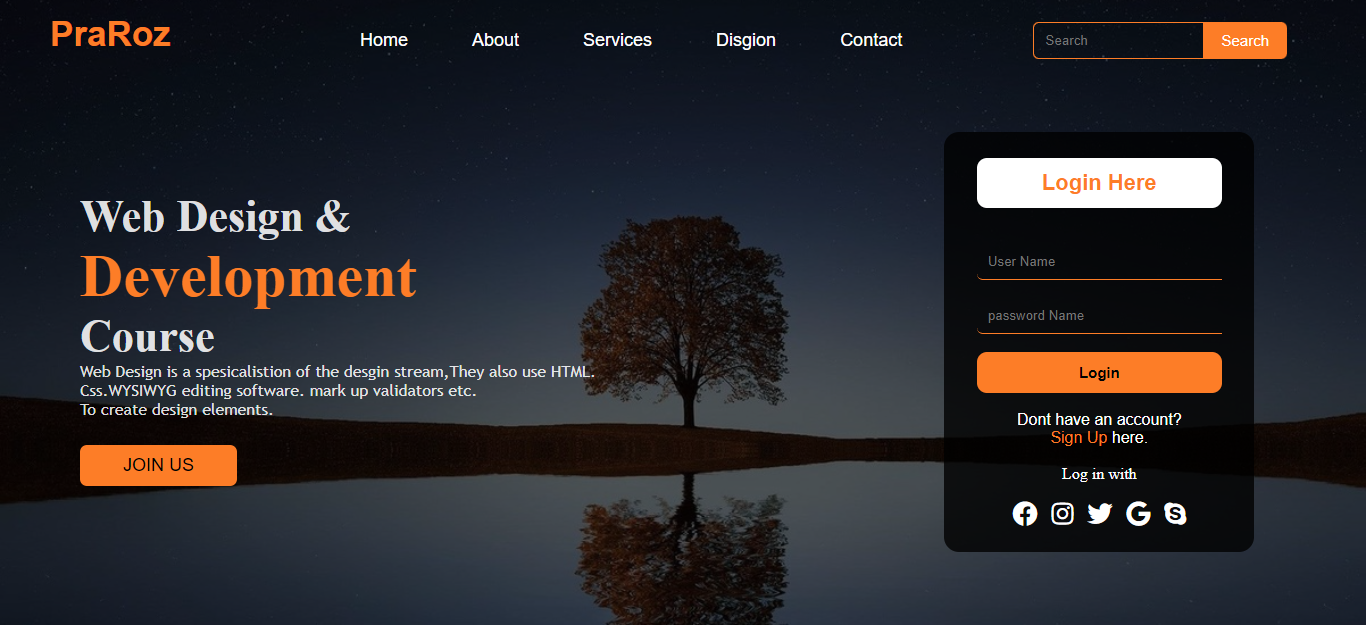 PraRoz
Home About Services Disgion Contact
Search Search
Web Design &
Development
Course
Web Design is a spesicalistion of the desgin stream,They also use HTML.
Css.WYSIWYG editing software. mark up validators etc.
To create design elements.
JOIN US
Login Here
User Name
password Name
Login
Dont have an account?
Sign Up here.
Log in with